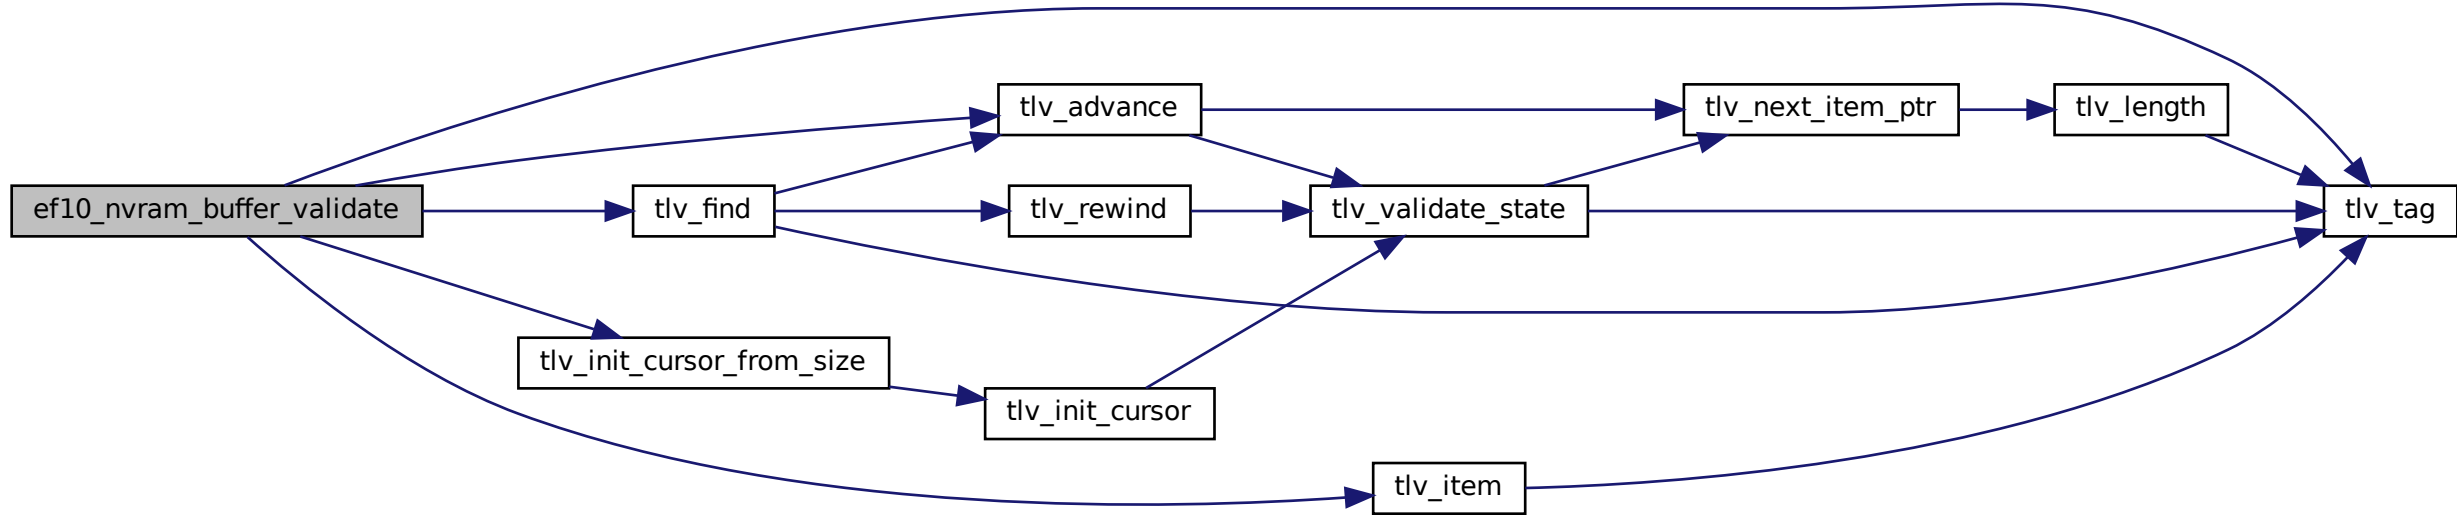 ef10_nvram_buffer_validate
tlv_find
tlv_advance
tlv_rewind
tlv_validate_state
tlv_next_item_ptr
tlv_length
tlv_tag
tlv_init_cursor_from_size
tlv_init_cursor
tlv_item